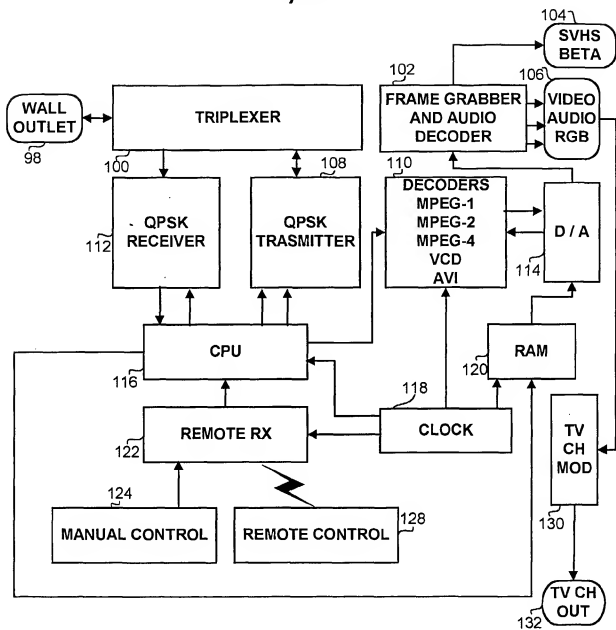 104
SVHS
BETA
102
106
WALL
OUTLET
98
TRIPLEXER
100
FRAME GRABBER
AND AUDIO
DECODER
VIDEO
AUDIO
RGB
108
110
112
QPSK
RECEIVER
QPSK
TRASMITTER
DECODERS
MPEG-1
MPEG-2
MPEG-4
VCD
AVI
D / A
114
CPU
116
RAM
120
118
CLOCK
REMOTE RX
122
TV
CH
MOD
130
124
MANUAL CONTROL
REMOTE CONTROL
128
TV CH
OUT
132